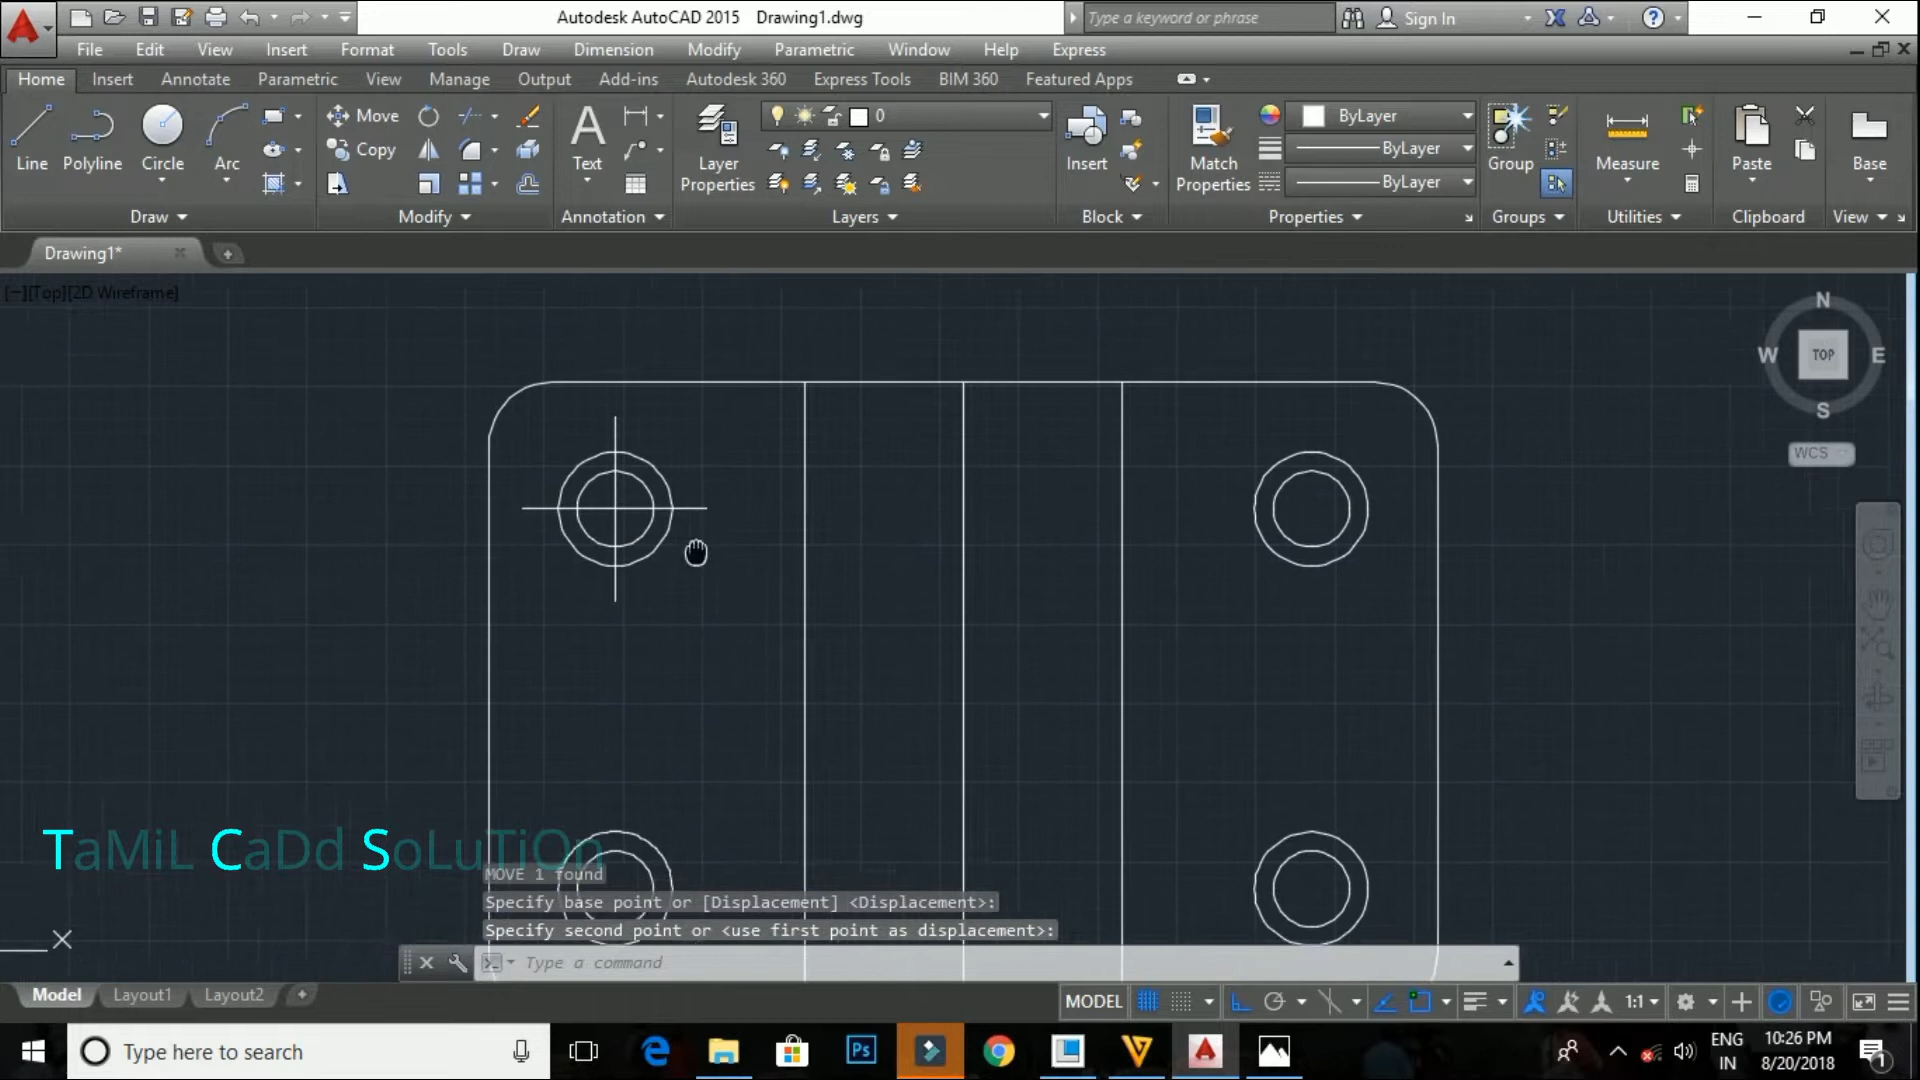 Autodesk AutoCAD 2015 Drawing1.dwg
Type a keyword or phrase
Sign In
File Edit View Insert Format Tools Draw Dimension Modify Parametric Window Help Express
Home Insert Annotate Parametric View Manage Output Add-ins Autodesk 360 Express Tools BIM 360 Featured Apps
Line Polyline Circle Arc
Move
Copy
Text
Layer Properties
0
Insert
Match Properties
ByLayer
ByLayer
ByLayer
Group
Measure
Paste
Base
Draw Modify Annotation Layers Block Properties Groups Utilities Clipboard View
Drawing1*
[−][Top][2D Wireframe]
N
W TOP E
S
WCS
TaMiL CaDd SoLuTiOn
MOVE 1 found
Specify base point or [Displacement] <Displacement>:
Specify second point or <use first point as displacement>:
X
Type a command
Model Layout1 Layout2
MODEL
1:1
Type here to search
Ps
ENG
IN
10:26 PM
8/20/2018
1